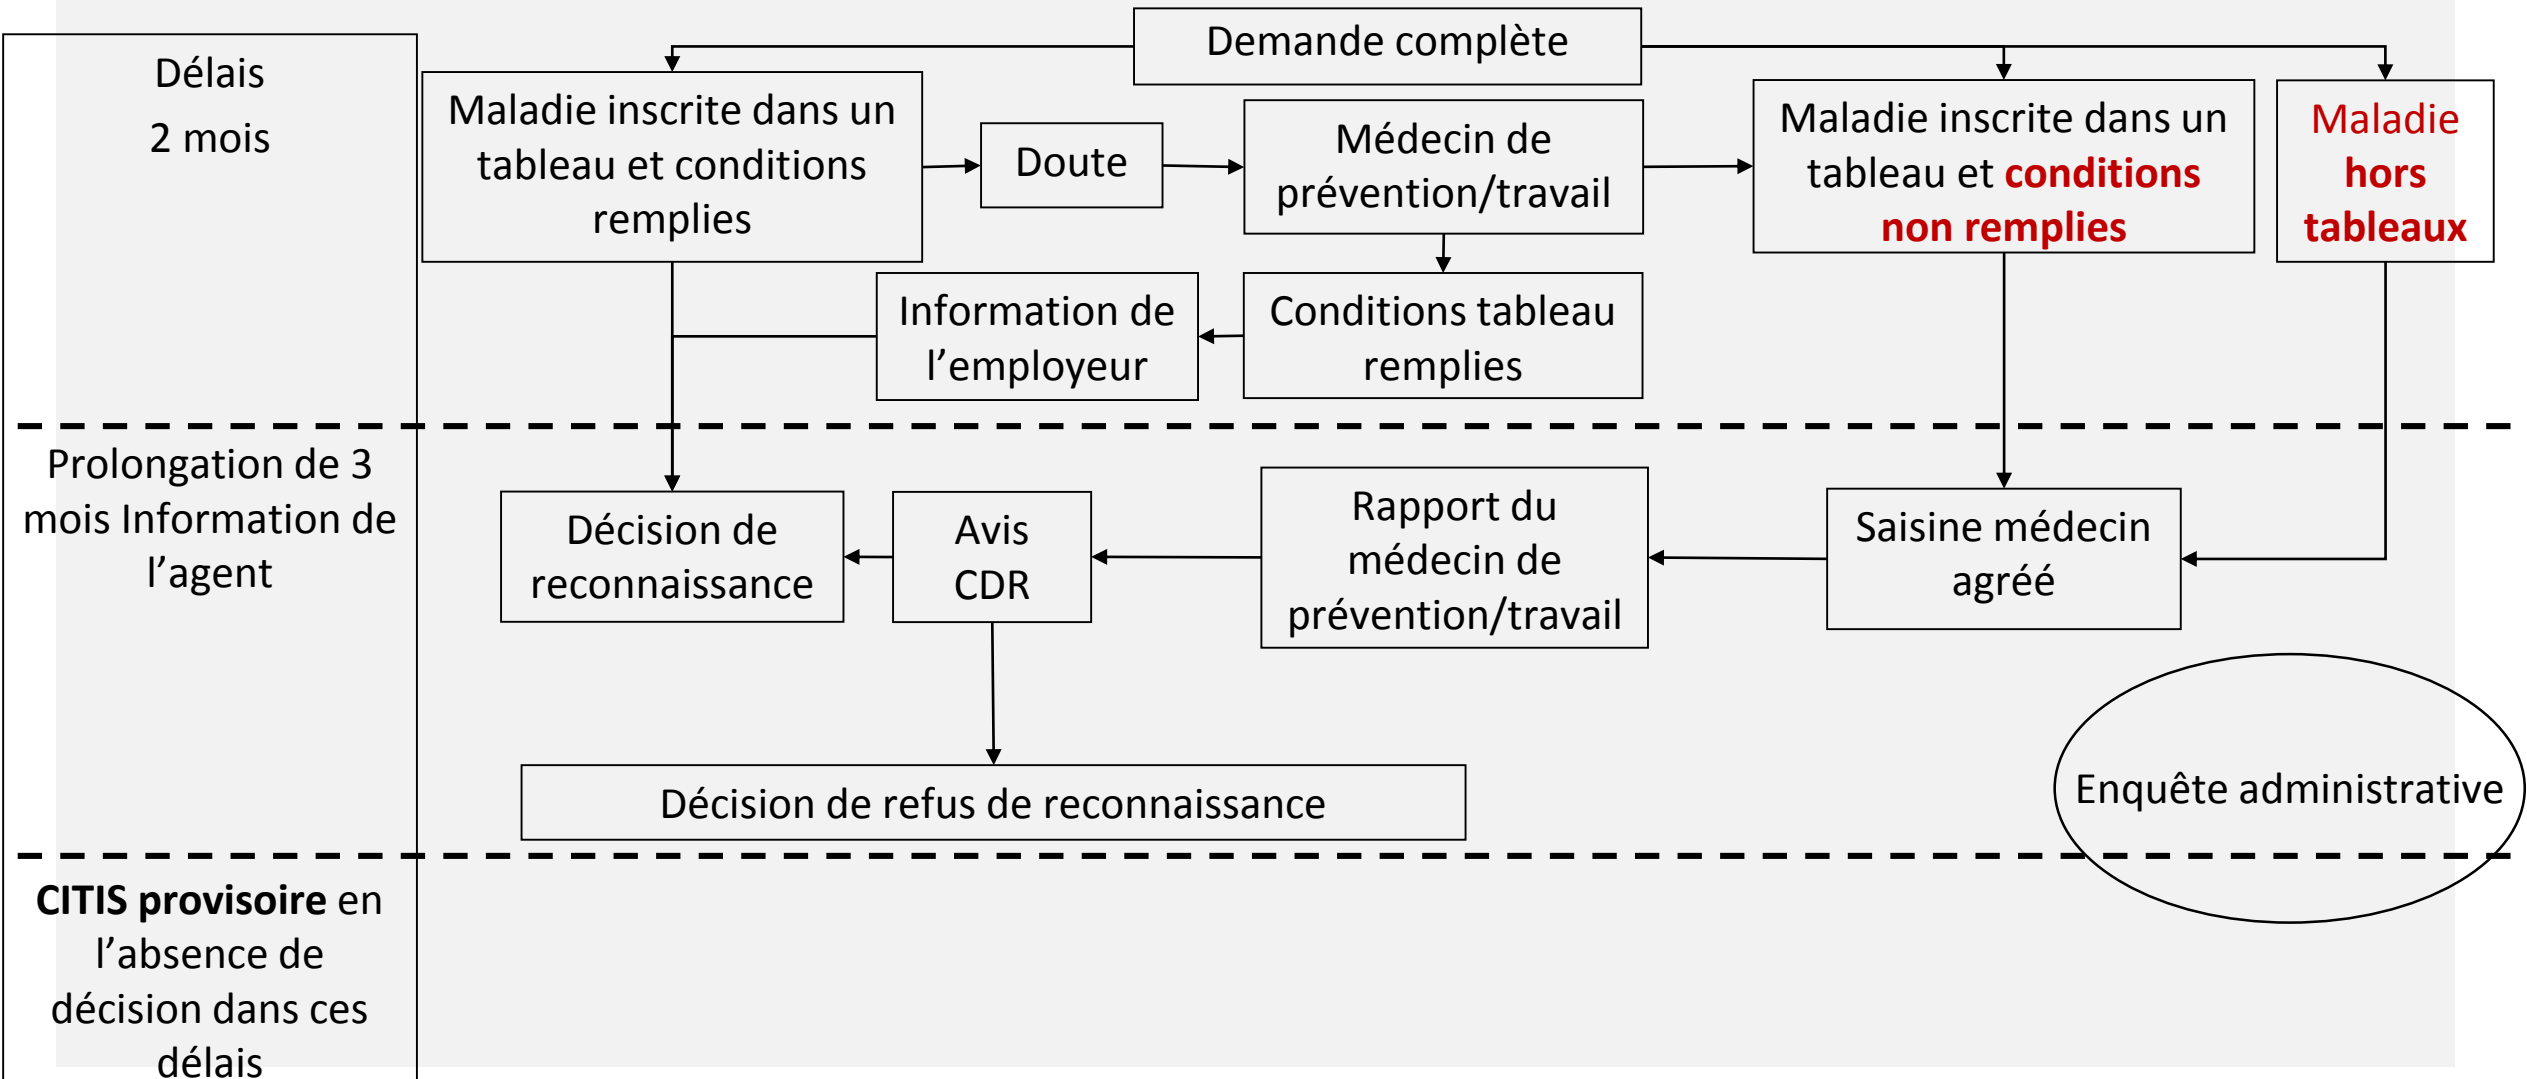 Demande complète
Délais
2 mois
Maladie inscrite dans un
tableau et conditions
remplies
Doute
Médecin de
prévention/travail
Maladie inscrite dans un
tableau et conditions
non remplies
Maladie
hors
tableaux
Information de
l’employeur
Conditions tableau
remplies
Prolongation de 3
mois Information de
l’agent
Décision de
reconnaissance
Avis
CDR
Rapport du
médecin de
prévention/travail
Saisine médecin
agréé
Décision de refus de reconnaissance
Enquête administrative
CITIS provisoire en
l’absence de
décision dans ces
délais